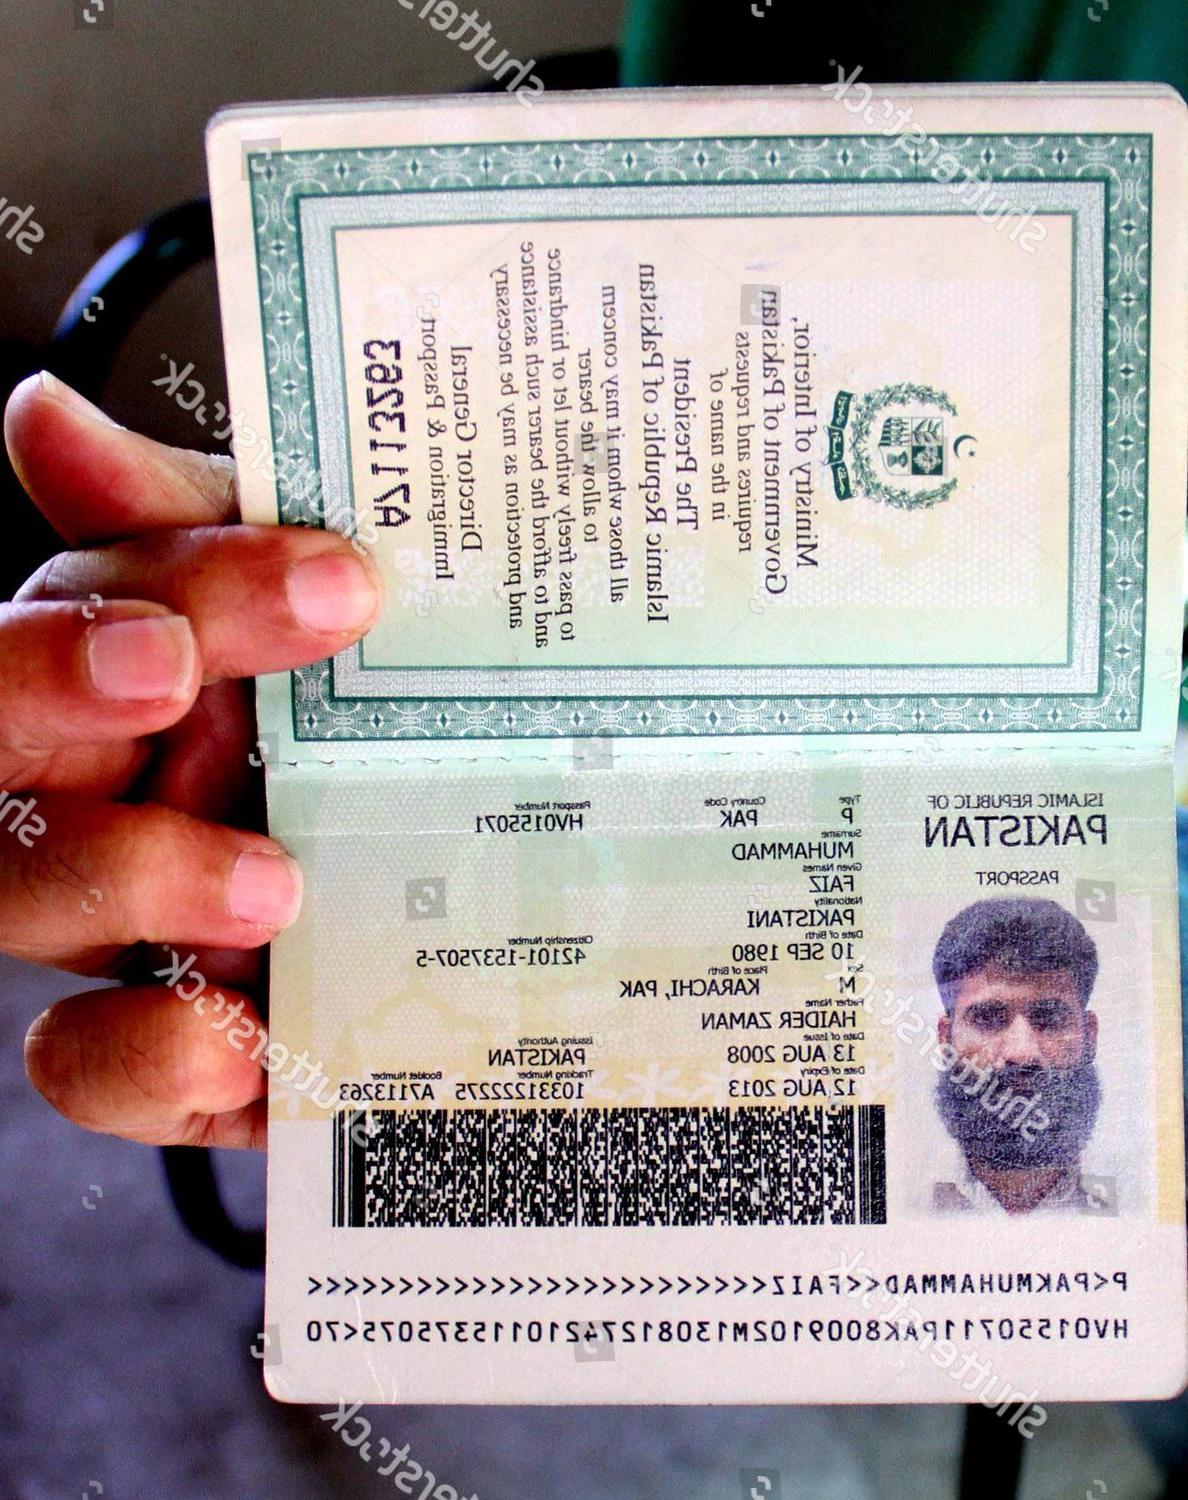 Ministry of Interior,
Government of Pakistan
requires and requests
in the name of
The President
Islamic Republic of Pakistan
all those whom it may concern
to allow the bearer
to pass freely without let or hindrance
and to afford the bearer such assistance
and protection as may be necessary
Director General
Immigration & Passport
A7113263
ISLAMIC REPUBLIC OF
PAKISTAN
PASSPORT
Type Country Code Passport Number
P PAK HV0155071
Surname
MUHAMMAD
Given Names
FAIZ
Nationality
PAKISTANI
Date of Birth Citizenship Number
10 SEP 1980 42101-1537507-5
Sex Place of Birth
M KARACHI, PAK
Father Name
HAIDER ZAMAN
Date of Issue Issuing Authority
13 AUG 2008 PAKISTAN
Date of Expiry Tracking Number Booklet Number
12 AUG 2013 10331222275 A7113263
P<PAKMUHAMMAD<<FAIZ<<<<<<<<<<<<<<<<<<<<<<<<<
HV01550711PAK8009102M13081274210115375075<70
shutterstock